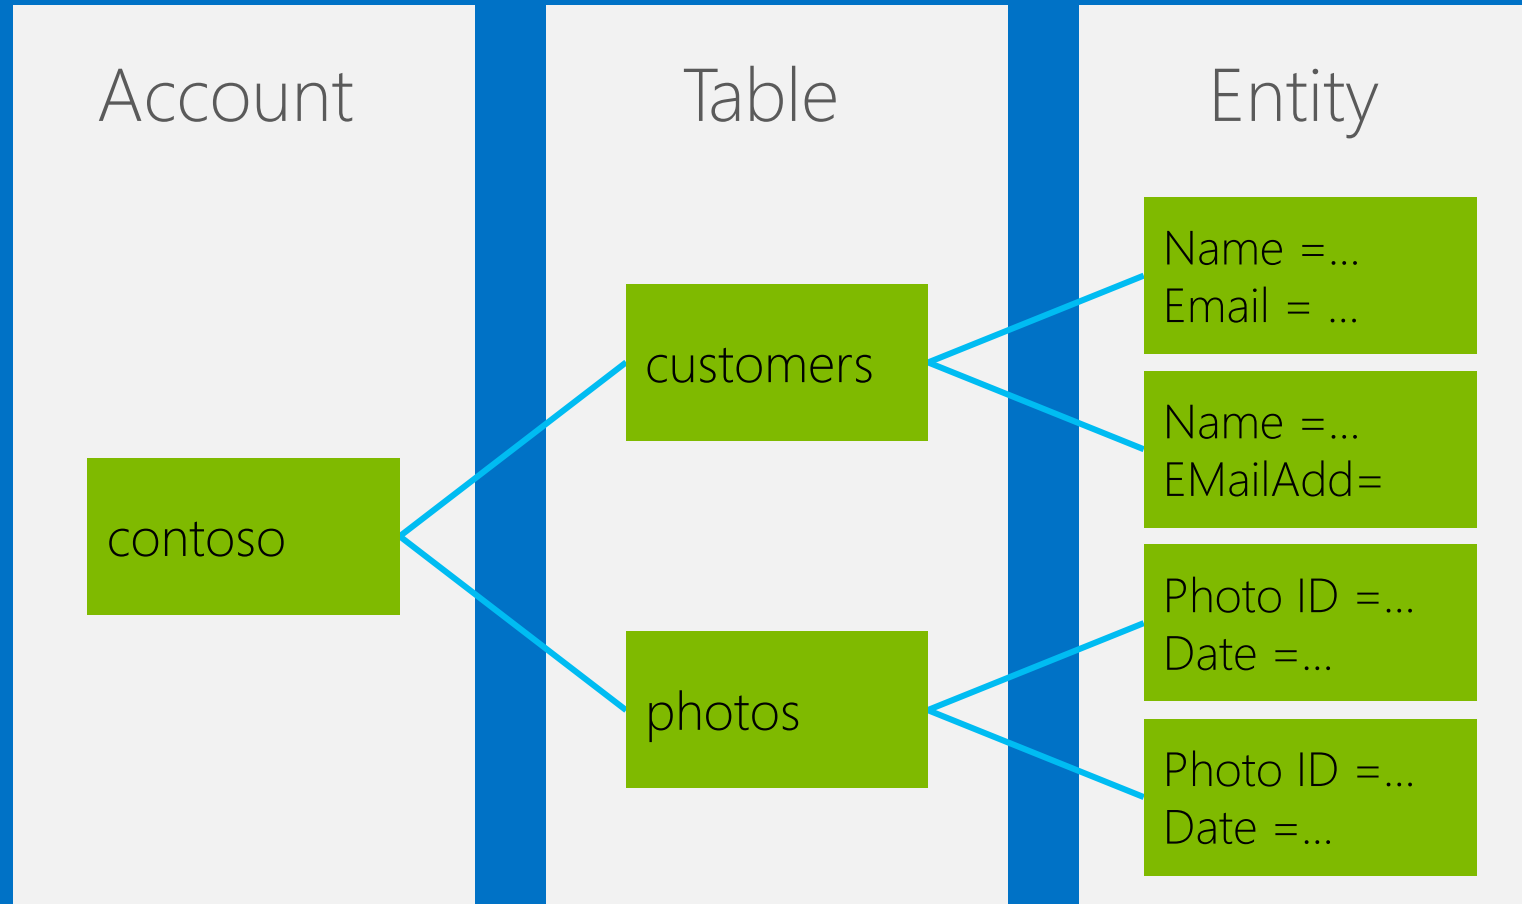 Account
Table
Entity
contoso
customers
photos
Name =...
Email = ...
Name =...
EMailAdd=
Photo ID =...
Date =...
Photo ID =...
Date =...